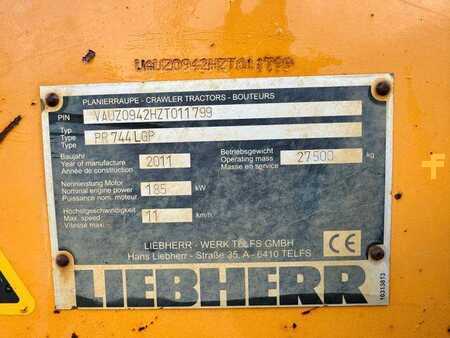 VAUZ0942HZT011799
PLANIERRAUPE - CRAWLER TRACTORS - BOUTEURS
PIN VAUZ0942HZT011799
Typ
Type PR 744 LGP
Type
Baujahr
Year of manufacture 2011
Année de construction
Betriebsgewicht
Operating mass 27500 kg
Masse en service
Nennleistung Motor
Nominal engine power 185 kW
Puissance nom. moteur
Höchstgeschwindigkeit
Max. speed 11 km/h
Vitesse maxi.
LIEBHERR - WERK TELFS GMBH
Hans Liebherr - Straße 35, A - 6410 TELFS
CE
LIEBHERR
10315813